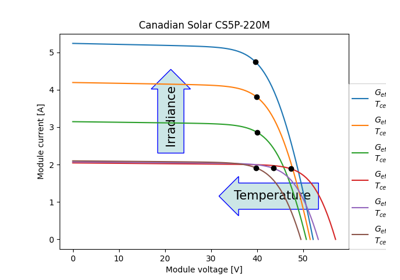 Canadian Solar CS5P-220M
Module current [A]
5
4
3
2
1
0
Irradiance
Temperature
0
10
20
30
40
50
Module voltage [V]
G_ef
T_ce
G_ef
T_ce
G_ef
T_ce
G_ef
T_ce
G_ef
T_ce
G_ef
T_ce